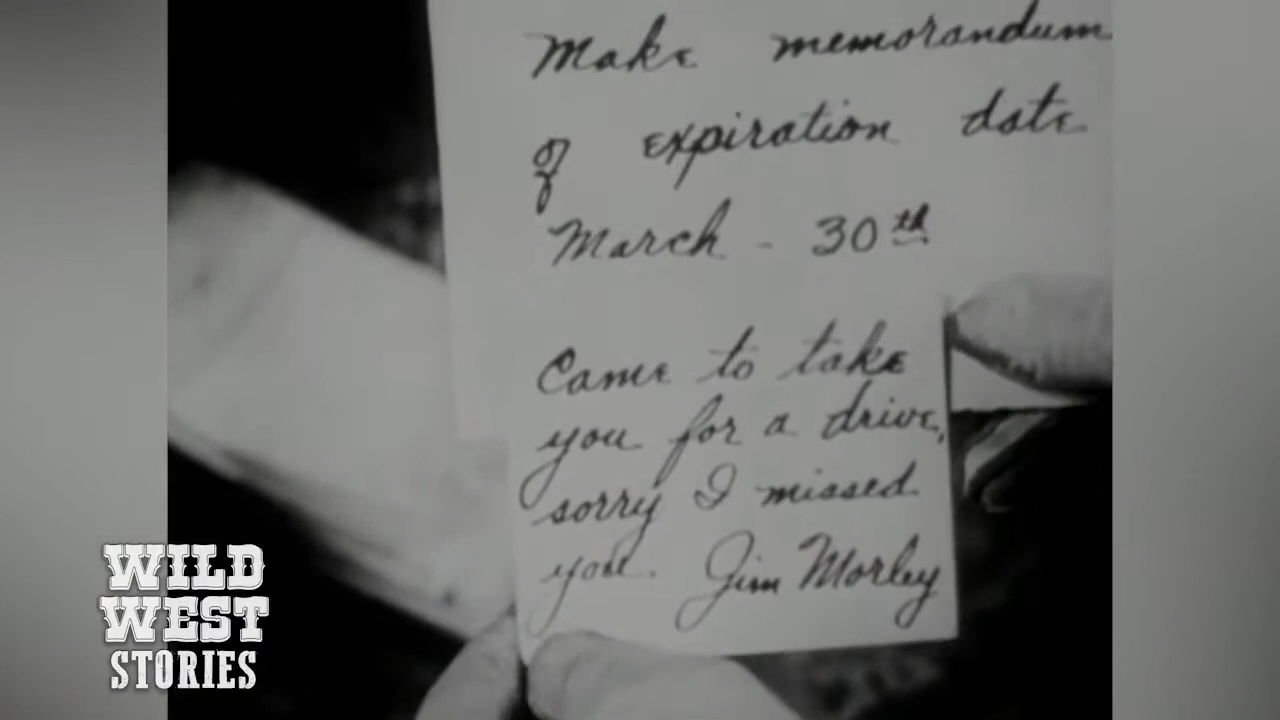 Make memorandum
of expiration date
March - 30th
Came to take
you for a drive,
sorry I missed
you. Jim Morley
WILD
WEST
STORIES